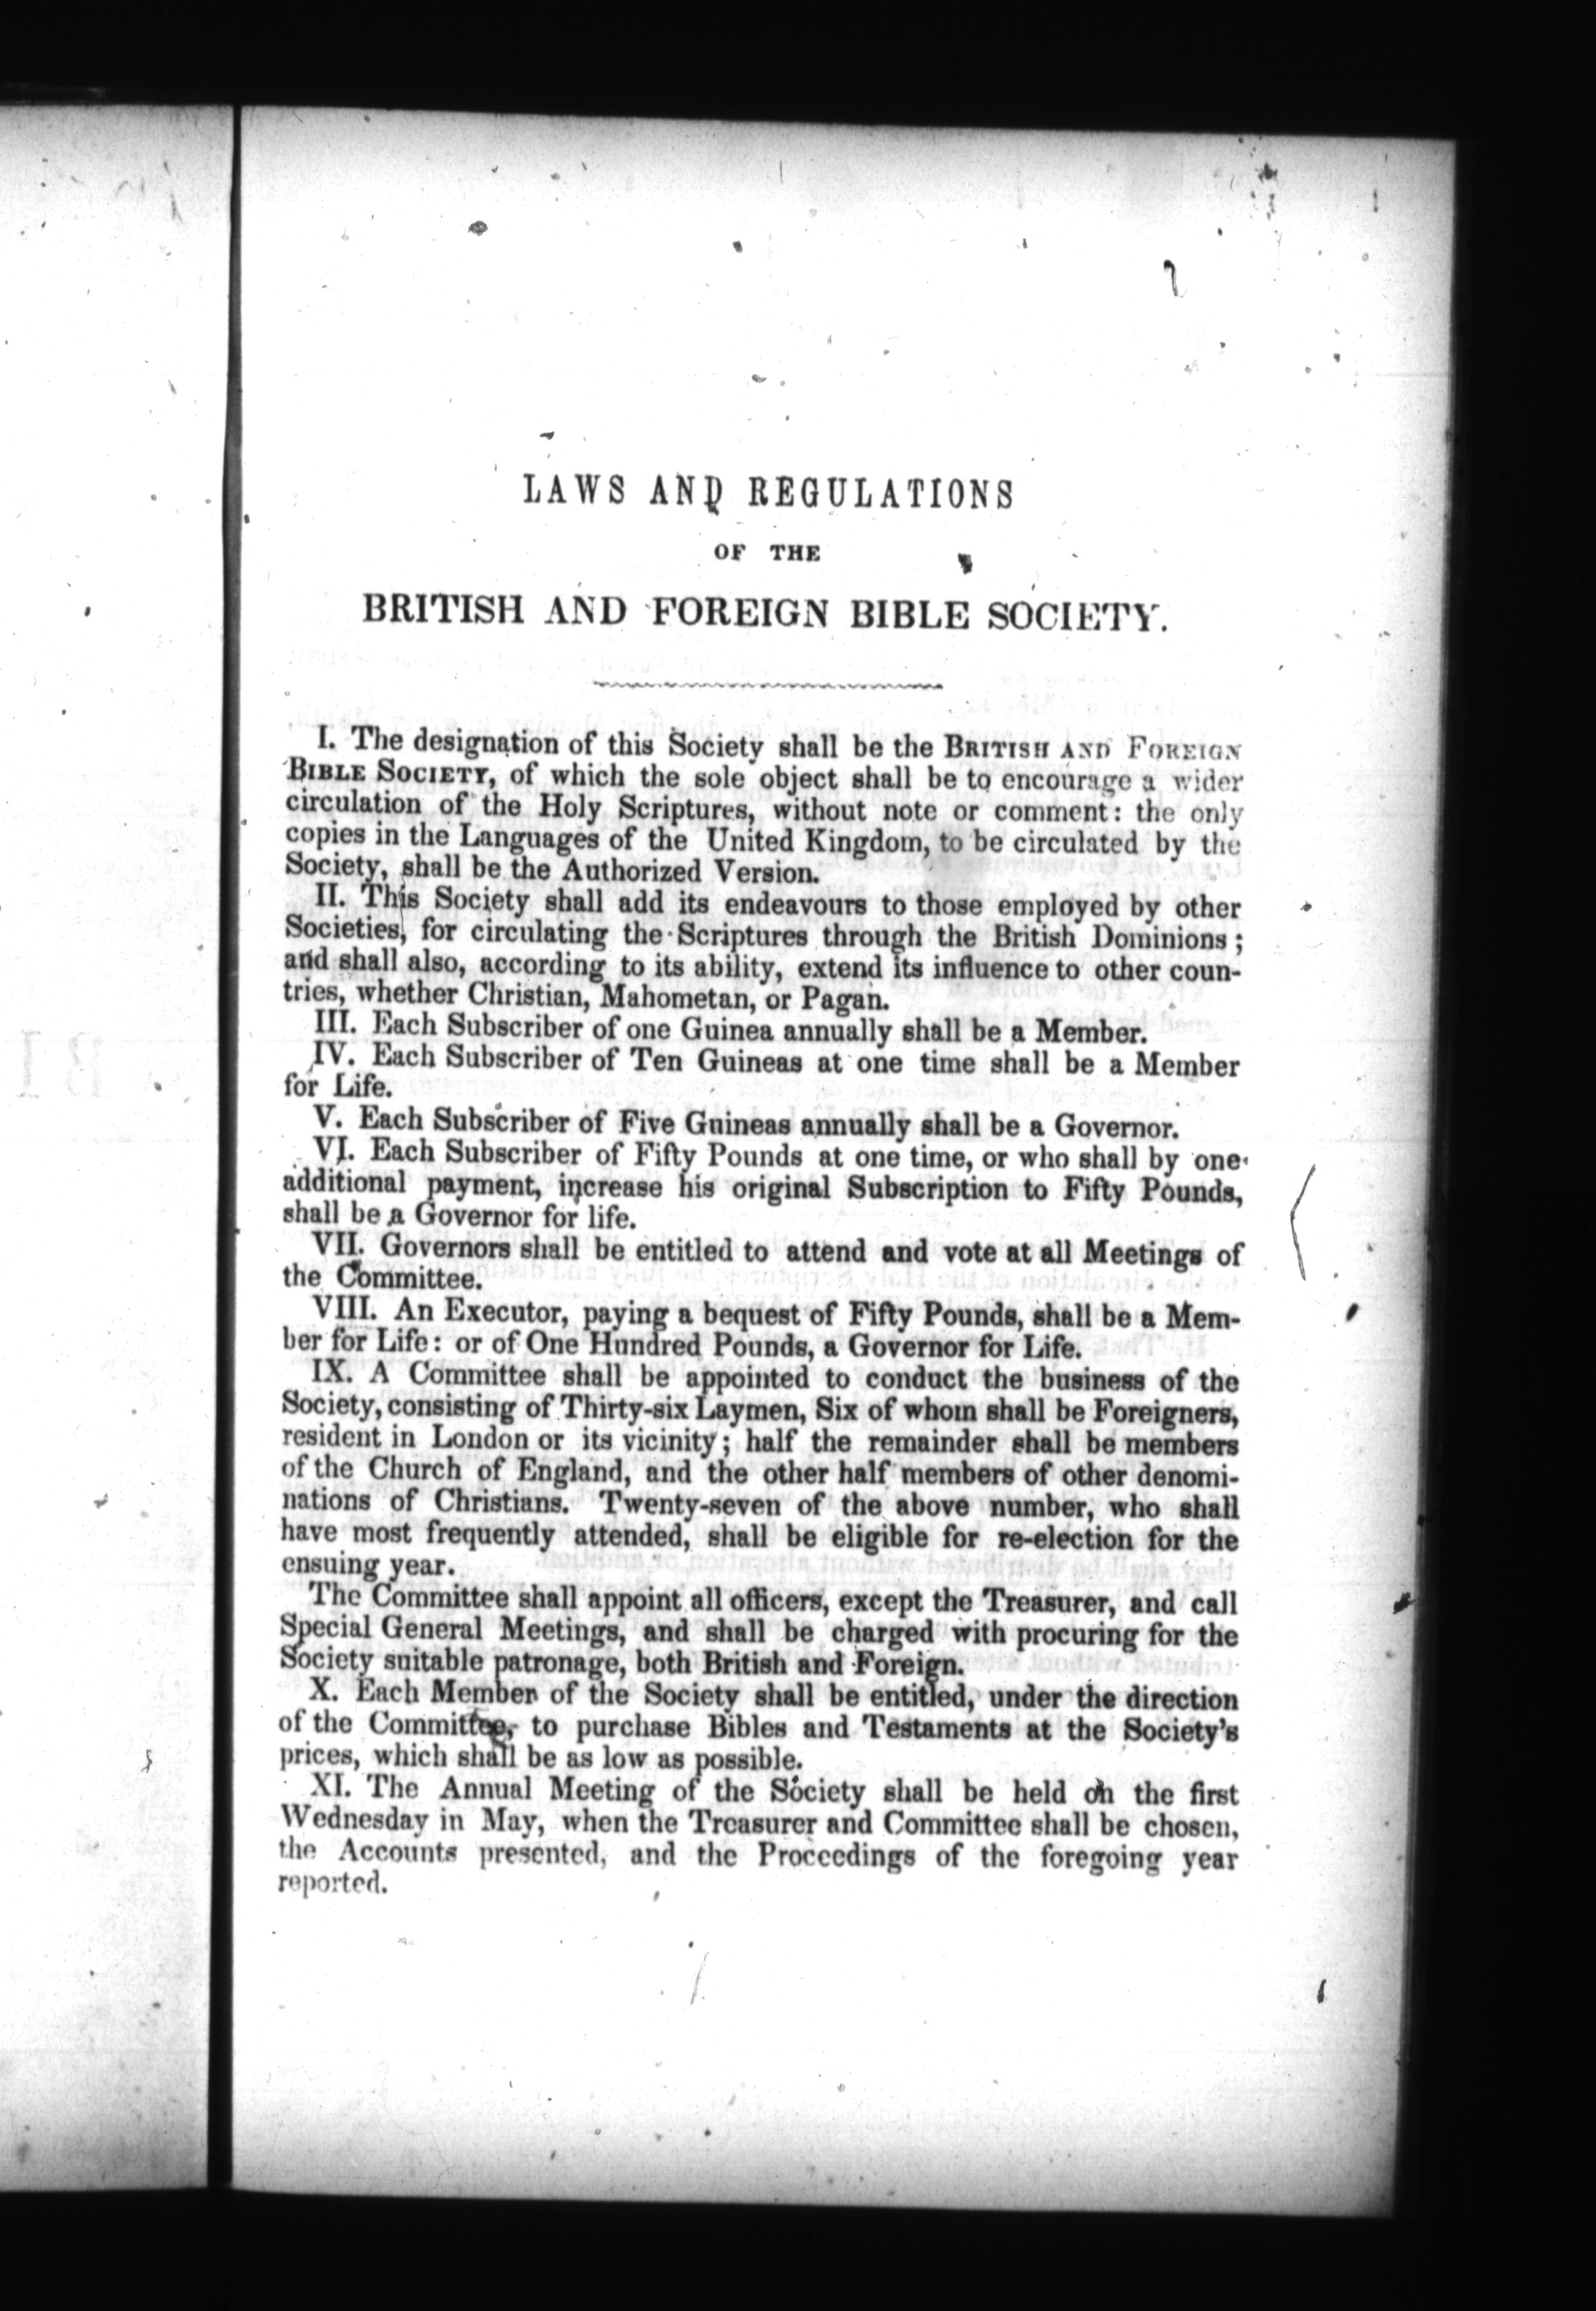 LAWS AND REGULATIONS
OF THE
BRITISH AND FOREIGN BIBLE SOCIETY.
I. The designation of this Society shall be the BRITISH AND FOREIGN
BIBLE SOCIETY, of which the sole object shall be to encourage a wider
circulation of the Holy Scriptures, without note or comment: the only
copies in the Languages of the United Kingdom, to be circulated by the
Society, shall be the Authorized Version.
II. This Society shall add its endeavours to those employed by other
Societies, for circulating the Scriptures through the British Dominions;
and shall also, according to its ability, extend its influence to other coun-
tries, whether Christian, Mahometan, or Pagan.
III. Each Subscriber of one Guinea annually shall be a Member.
IV. Each Subscriber of Ten Guineas at one time shall be a Member
for Life.
V. Each Subscriber of Five Guineas annually shall be a Governor.
VI. Each Subscriber of Fifty Pounds at one time, or who shall by one
additional payment, increase his original Subscription to Fifty Pounds,
shall be a Governor for life.
VII. Governors shall be entitled to attend and vote at all Meetings of
the Committee.
VIII. An Executor, paying a bequest of Fifty Pounds, shall be a Mem-
ber for Life: or of One Hundred Pounds, a Governor for Life.
IX. A Committee shall be appointed to conduct the business of the
Society, consisting of Thirty-six Laymen, Six of whom shall be Foreigners,
resident in London or its vicinity; half the remainder shall be members
of the Church of England, and the other half members of other denomi-
nations of Christians. Twenty-seven of the above number, who shall
have most frequently attended, shall be eligible for re-election for the
ensuing year.
The Committee shall appoint all officers, except the Treasurer, and call
Special General Meetings, and shall be charged with procuring for the
Society suitable patronage, both British and Foreign.
X. Each Member of the Society shall be entitled, under the direction
of the Committee, to purchase Bibles and Testaments at the Society's
prices, which shall be as low as possible.
XI. The Annual Meeting of the Society shall be held on the first
Wednesday in May, when the Treasurer and Committee shall be chosen,
the Accounts presented, and the Proceedings of the foregoing year
reported.